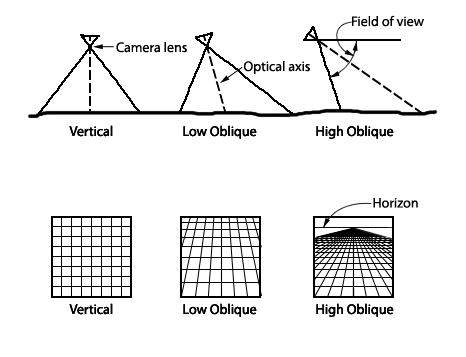 Field of view
Camera lens
Optical axis
Vertical
Low Oblique
High Oblique
Horizon
Vertical
Low Oblique
High Oblique